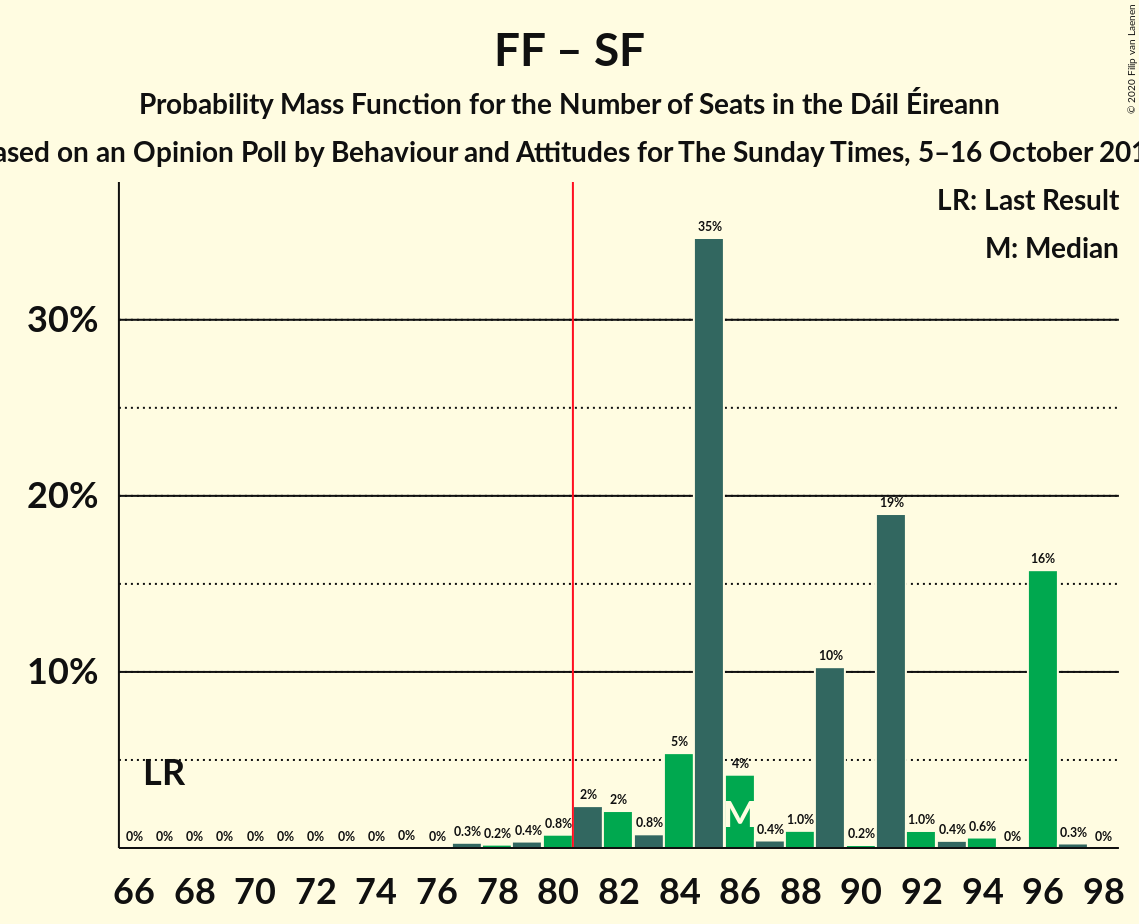 FF – SF
Probability Mass Function for the Number of Seats in the Dáil Éireann
ased on an Opinion Poll by Behaviour and Attitudes for The Sunday Times, 5–16 October 201
© 2020 Filip van Laenen
LR: Last Result
M: Median
30%
20%
10%
LR
0% 0% 0% 0% 0% 0% 0% 0% 0% 0% 0% 0.3% 0.2% 0.4% 0.8% 2% 2% 0.8% 5% 35% 4% 0.4% 1.0% 10% 0.2% 19% 1.0% 0.4% 0.6% 0% 16% 0.3% 0%
M
66 68 70 72 74 76 78 80 82 84 86 88 90 92 94 96 98